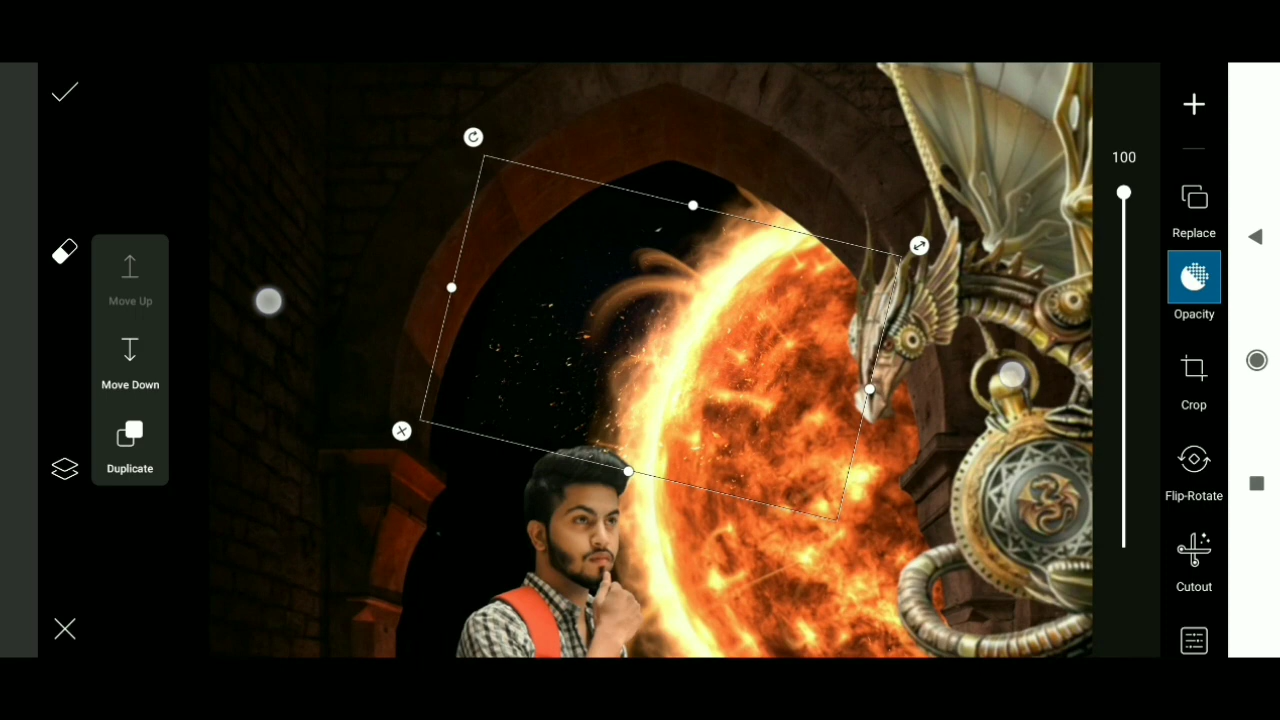 Move Up
Move Down
Duplicate
100
Replace
Opacity
Crop
Flip-Rotate
Cutout